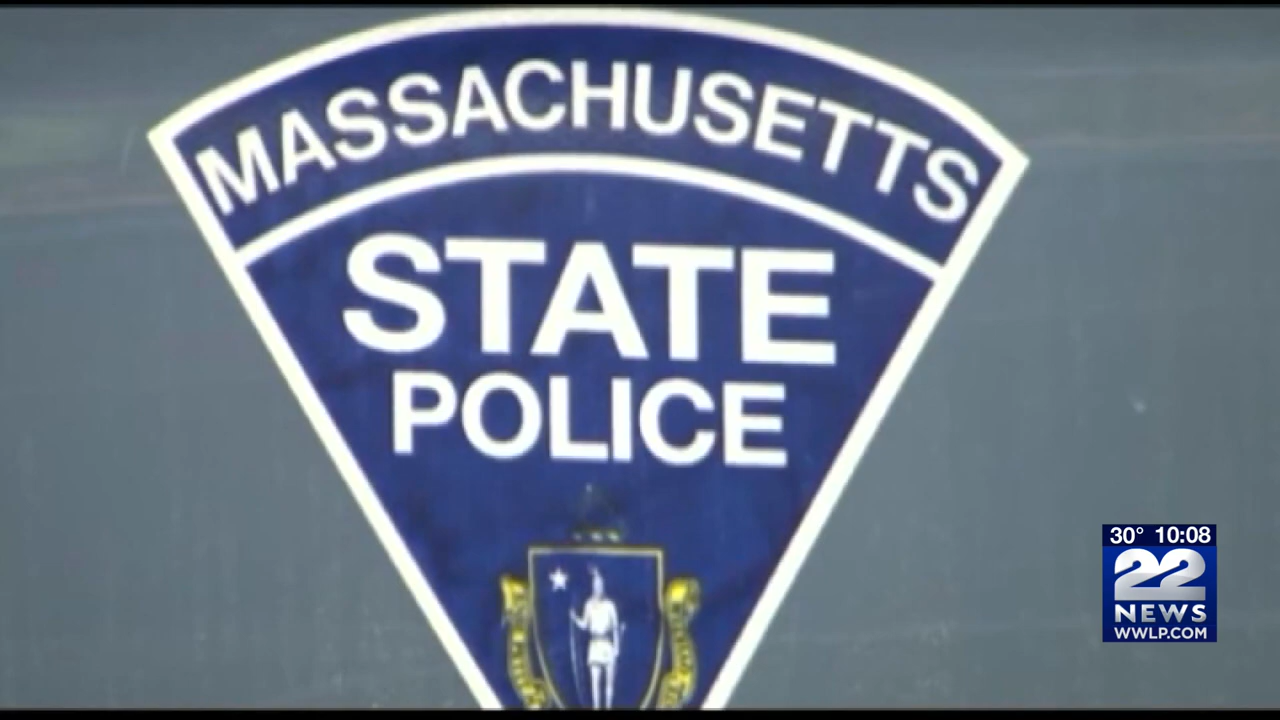 MASSACHUSETTS
STATE
POLICE
30° 10:08
22
NEWS
WWLP.COM